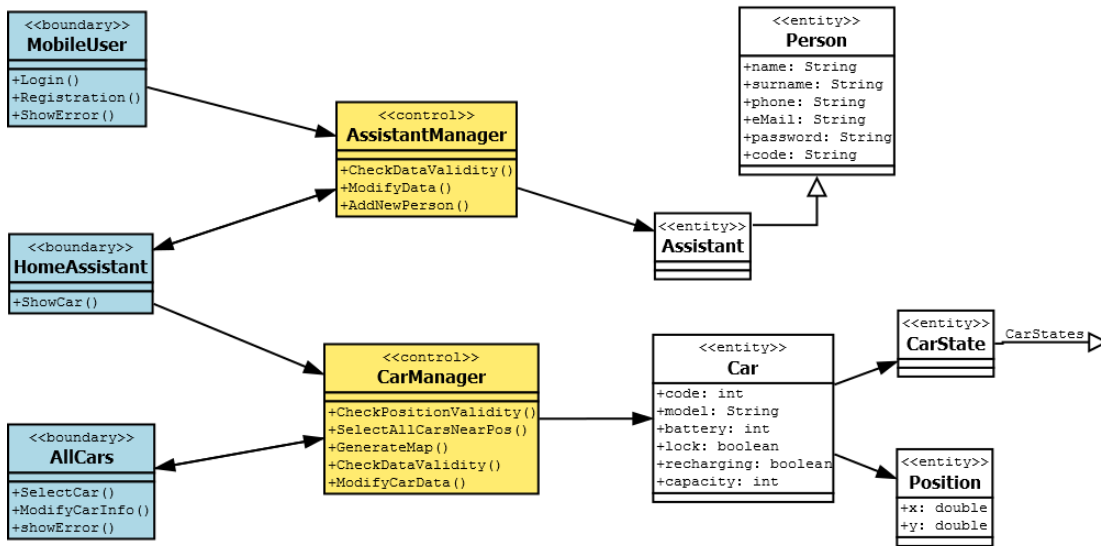 <<boundary>>
MobileUser
+Login()
+Registration()
+ShowError()
<<entity>>
Person
+name: String
+surname: String
+phone: String
+eMail: String
+password: String
+code: String
<<control>>
AssistantManager
+CheckDataValidity()
+ModifyData()
+AddNewPerson()
<<entity>>
Assistant
<<boundary>>
HomeAssistant
+ShowCar()
<<control>>
CarManager
+CheckPositionValidity()
+SelectAllCarsNearPos()
+GenerateMap()
+CheckDataValidity()
+ModifyCarData()
<<entity>>
Car
+code: int
+model: String
+battery: int
+lock: boolean
+recharging: boolean
+capacity: int
<<entity>>
CarState
CarStates
<<boundary>>
AllCars
+SelectCar()
+ModifyCarInfo()
+showError()
<<entity>>
Position
+x: double
+y: double